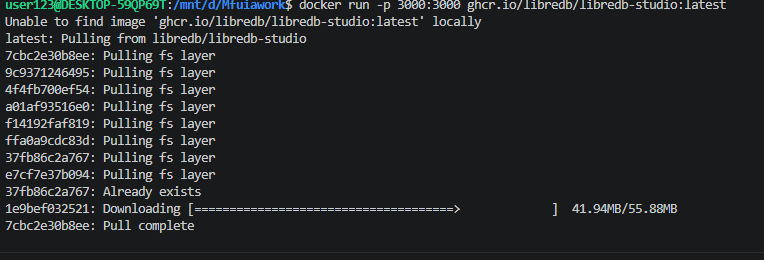 user123@DESKTOP-59QP69T:/mnt/d/Mfuiawork$ docker run -p 3000:3000 ghcr.io/libredb/libredb-studio:latest
Unable to find image 'ghcr.io/libredb/libredb-studio:latest' locally
latest: Pulling from libredb/libredb-studio
7cbc2e30b8ee: Pulling fs layer
9c9371246495: Pulling fs layer
4f4fb700ef54: Pulling fs layer
a01af93516e0: Pulling fs layer
f14192faf819: Pulling fs layer
ffa0a9cdc83d: Pulling fs layer
37fb86c2a767: Pulling fs layer
e7cf7e37b094: Pulling fs layer
37fb86c2a767: Already exists
1e9bef032521: Downloading [=====================================>             ]  41.94MB/55.88MB
7cbc2e30b8ee: Pull complete